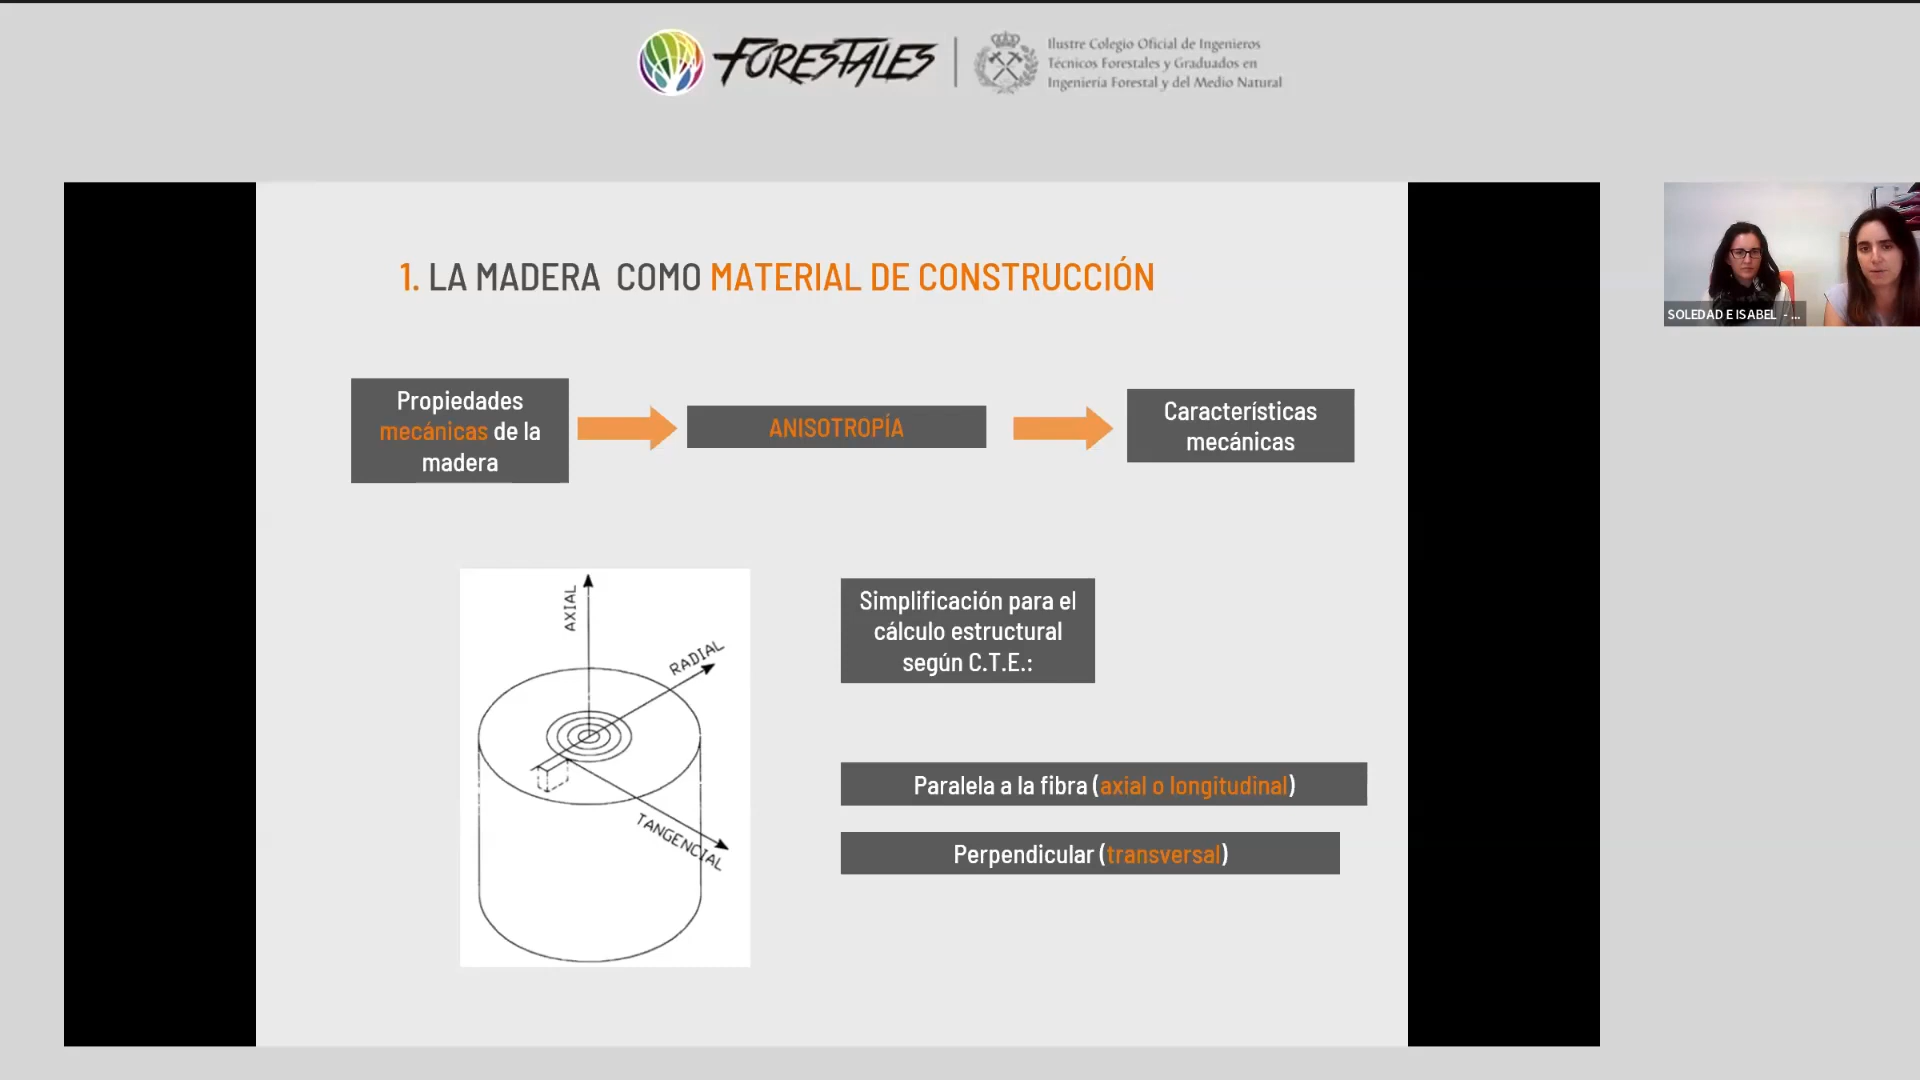 FORESTALES
Ilustre Colegio Oficial de Ingenieros
Técnicos Forestales y Graduados en
Ingeniería Forestal y del Medio Natural
1. LA MADERA COMO MATERIAL DE CONSTRUCCIÓN
Propiedades
mecánicas de la
madera
ANISOTROPÍA
Características
mecánicas
AXIAL
RADIAL
TANGENCIAL
Simplificación para el
cálculo estructural
según C.T.E.:
Paralela a la fibra (axial o longitudinal)
Perpendicular (transversal)
SOLEDAD E ISABEL - ...